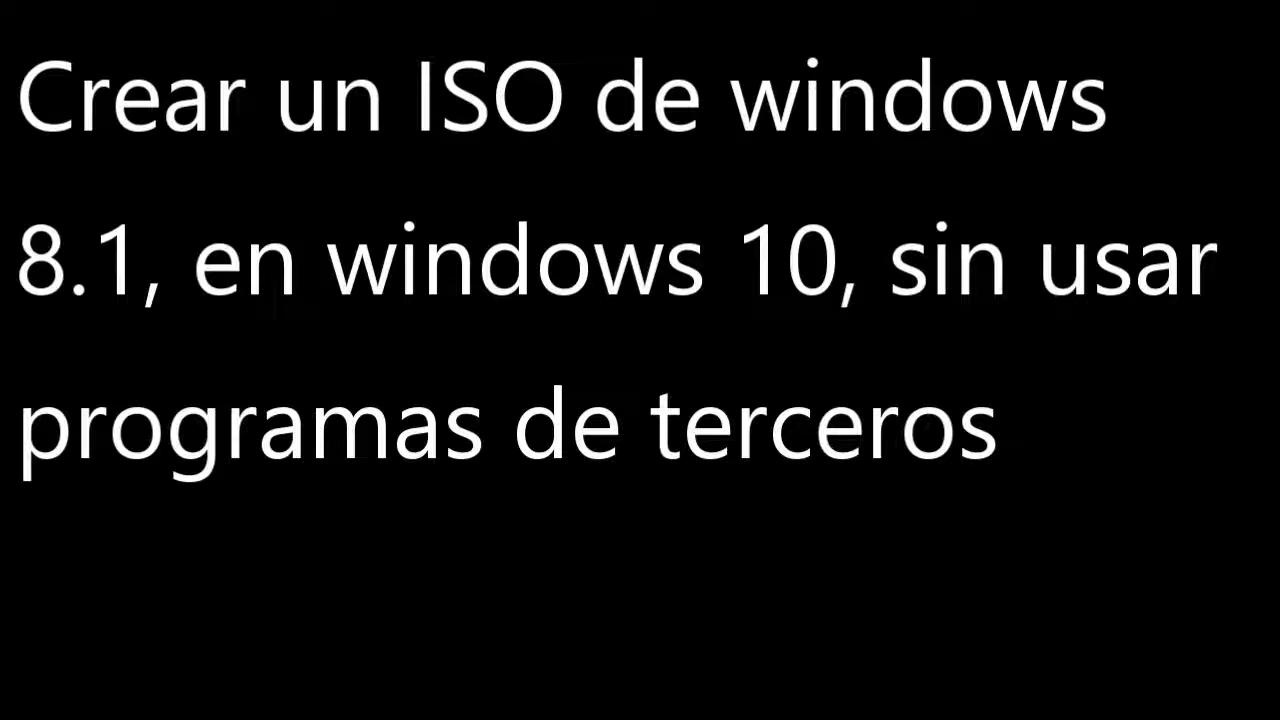 Crear un ISO de windows
8.1, en windows 10, sin usar
programas de terceros